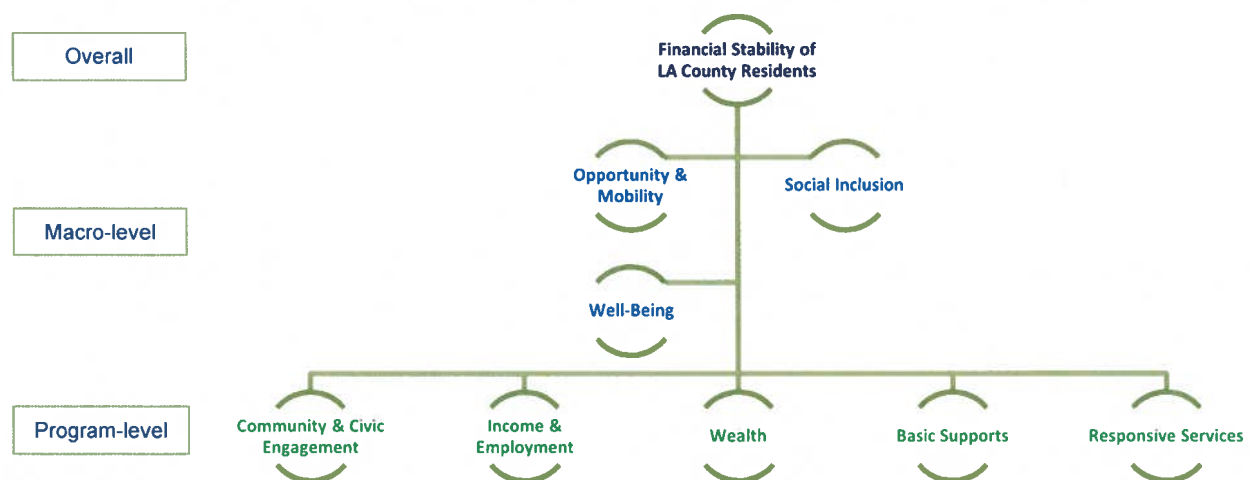 Overall
Financial Stability of
LA County Residents
Macro-level
Opportunity &
Mobility
Social Inclusion
Well-Being
Program-level
Community & Civic
Engagement
Income &
Employment
Wealth
Basic Supports
Responsive Services